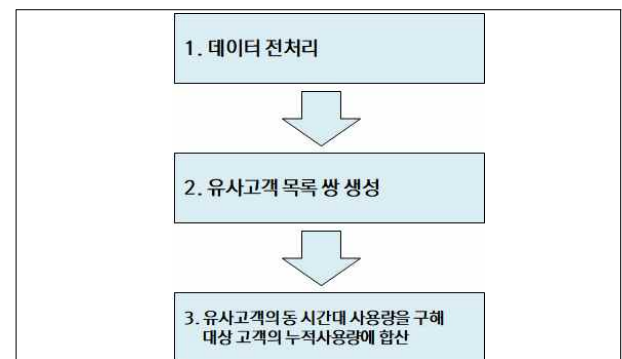 1. 데이터 전처리
2. 유사고객 목록 쌍 생성
3. 유사고객의 동 시간대 사용량을 구해
대상 고객의 누적사용량에 합산